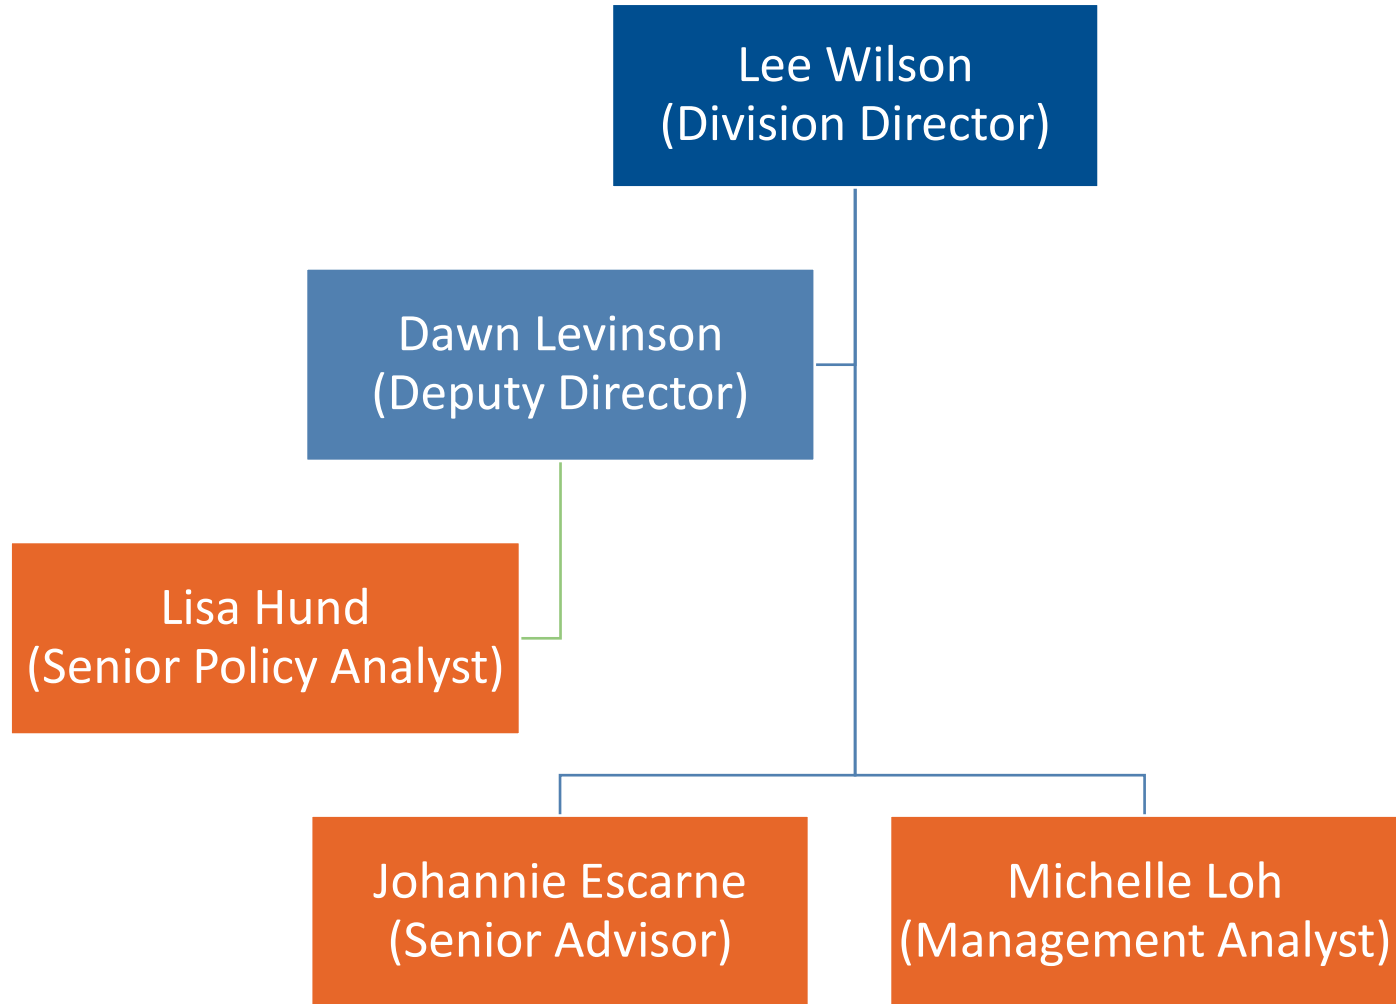 Lee Wilson
(Division Director)
Dawn Levinson
(Deputy Director)
Lisa Hund
(Senior Policy Analyst)
Johannie Escarne
(Senior Advisor)
Michelle Loh
(Management Analyst)